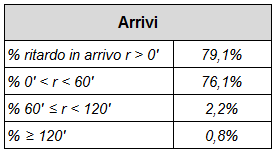 Arrivi
% ritardo in arrivo r > 0' 79,1%
% 0' < r < 60' 76,1%
% 60' ≤ r < 120' 2,2%
% ≥ 120' 0,8%